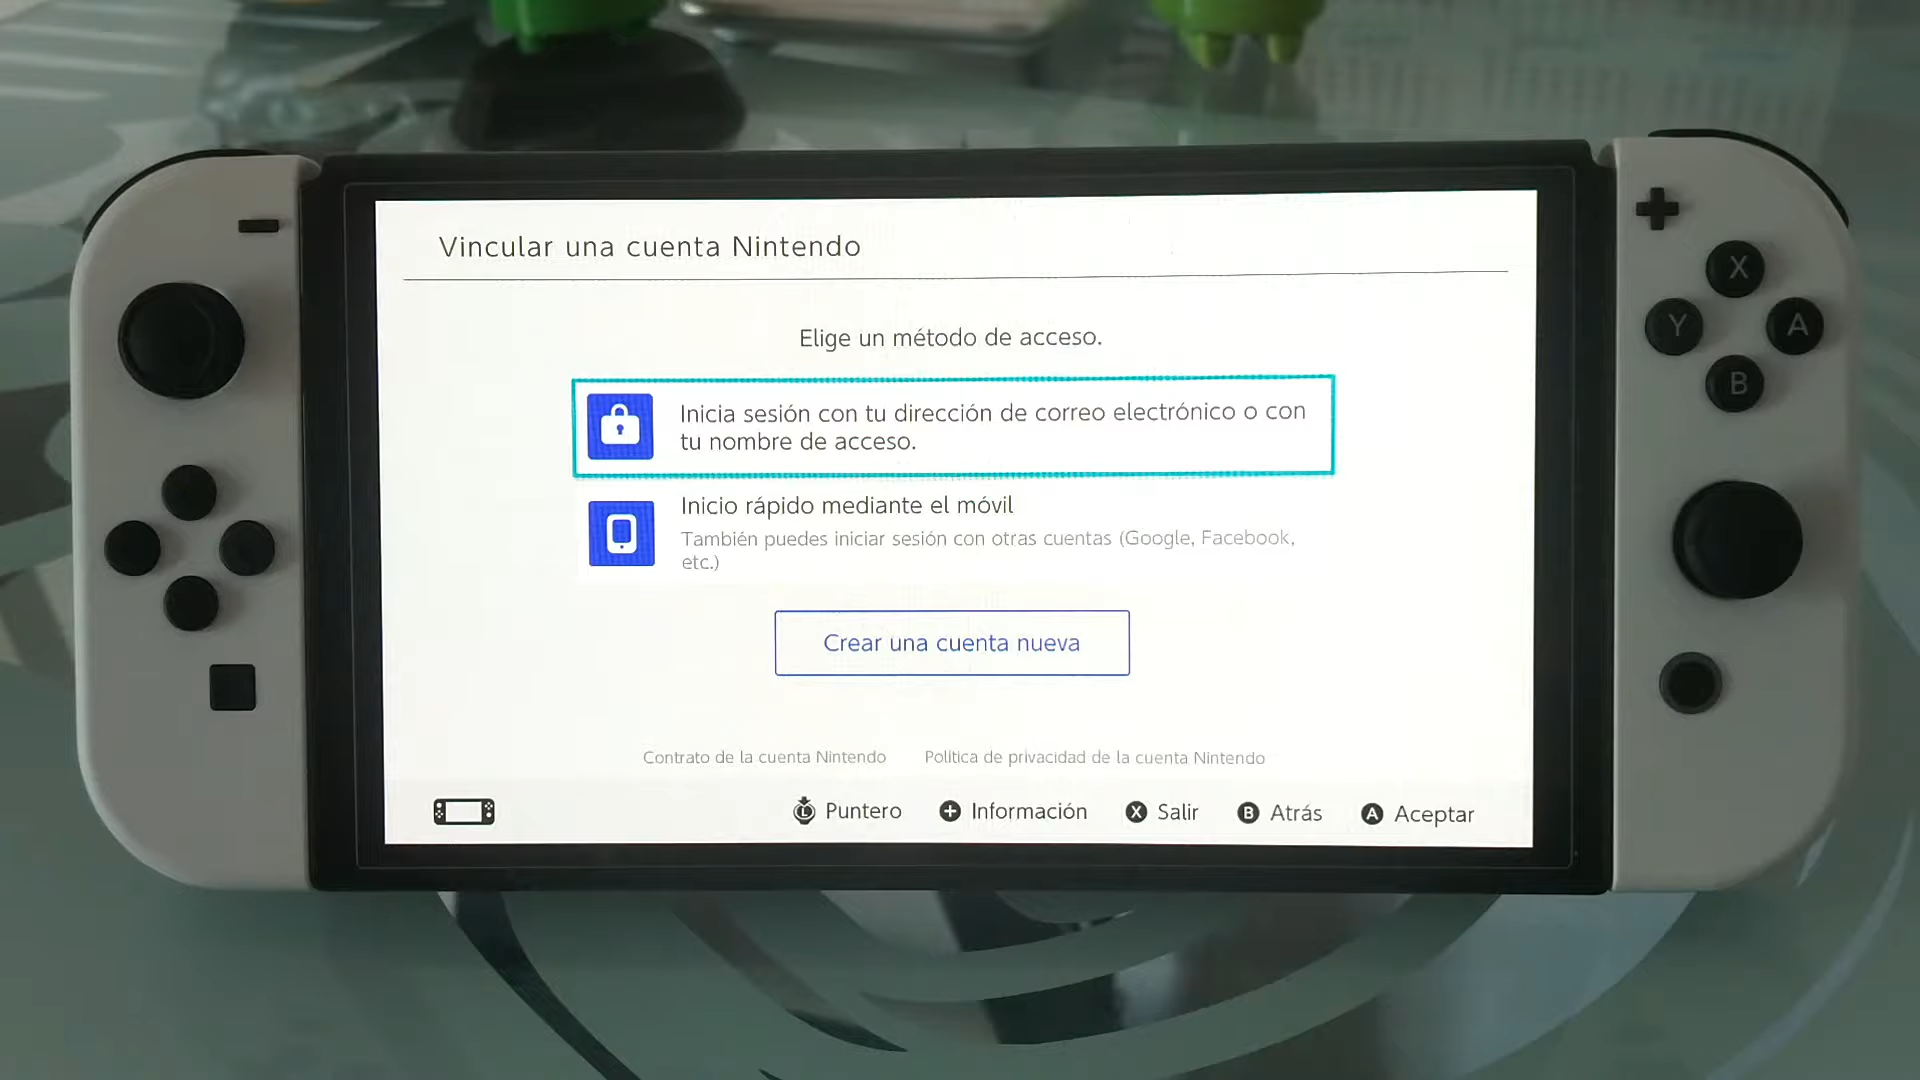 Vincular una cuenta Nintendo
Elige un método de acceso.
Inicia sesión con tu dirección de correo electrónico o con
tu nombre de acceso.
Inicio rápido mediante el móvil
También puedes iniciar sesión con otras cuentas (Google, Facebook,
etc.)
Crear una cuenta nueva
Contrato de la cuenta Nintendo Política de privacidad de la cuenta Nintendo
L Puntero + Información X Salir B Atrás A Aceptar
X
Y A
B